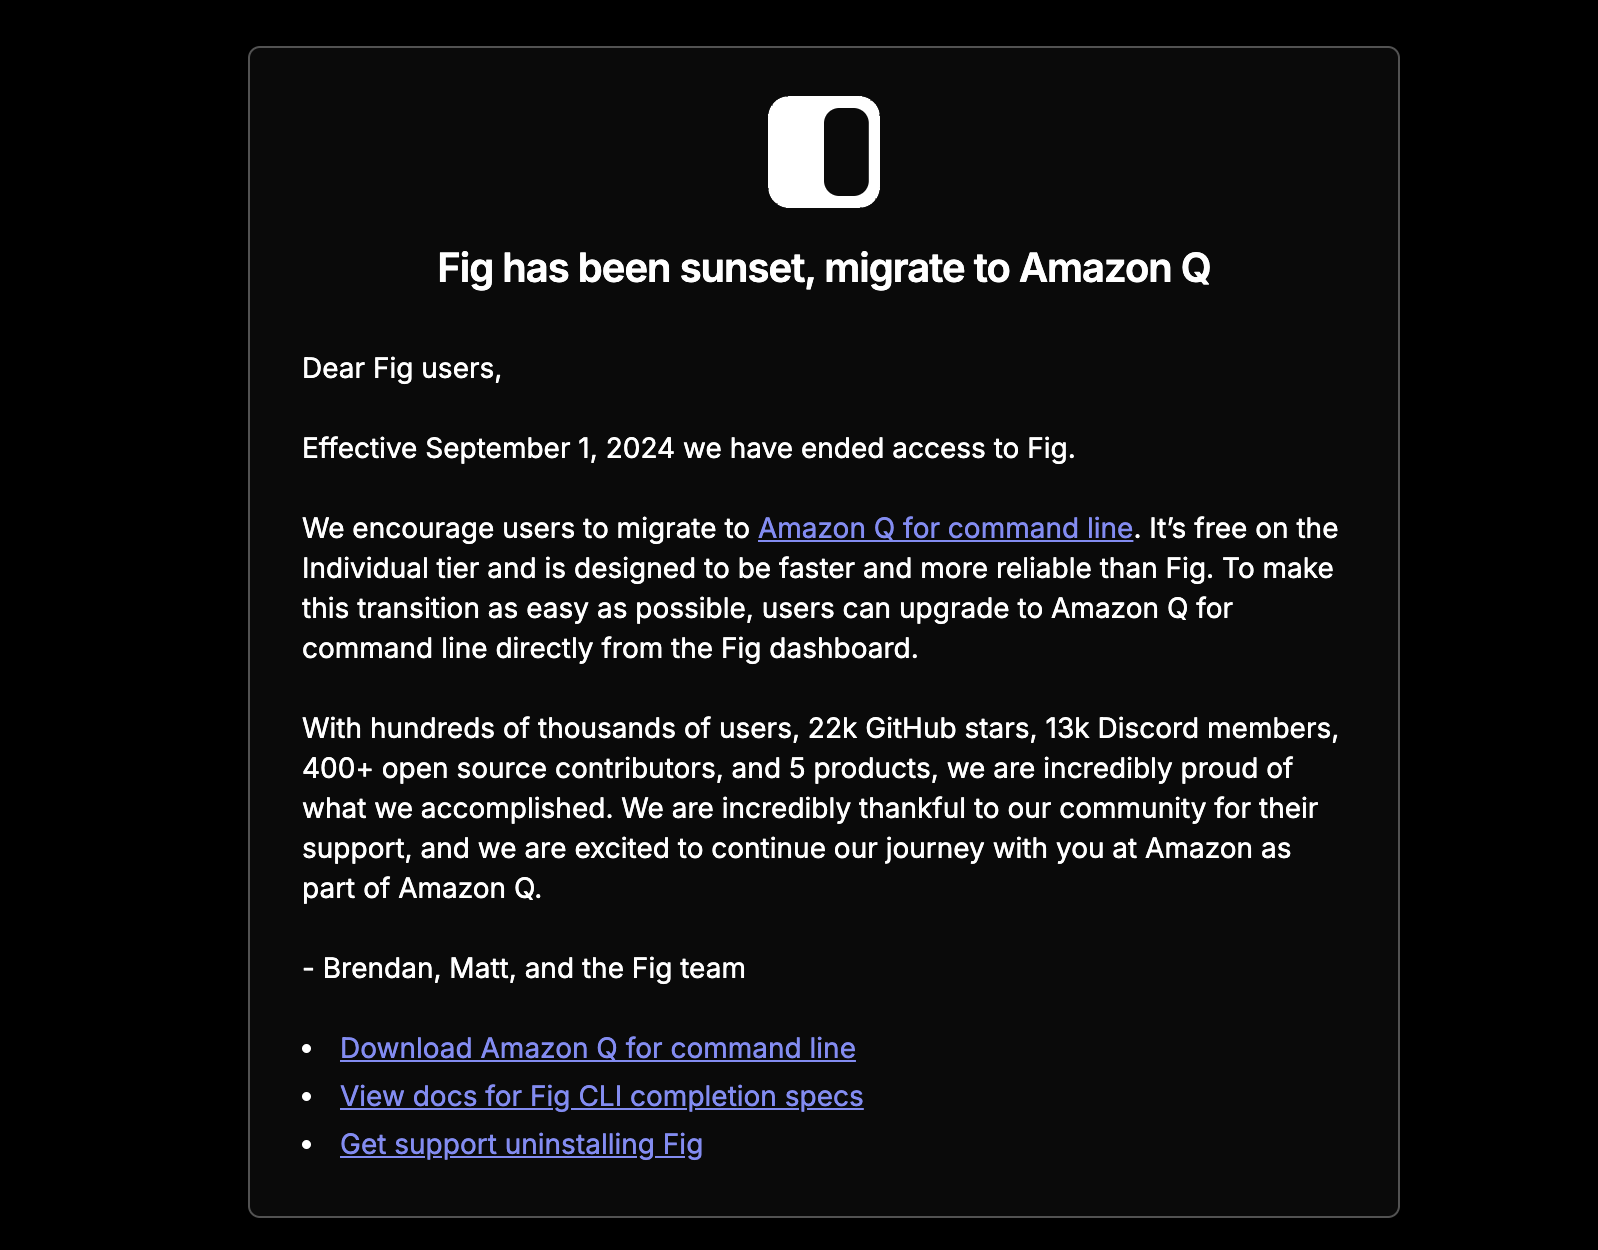 Fig has been sunset, migrate to Amazon Q
Dear Fig users,
Effective September 1, 2024 we have ended access to Fig.
We encourage users to migrate to Amazon Q for command line. It’s free on the
Individual tier and is designed to be faster and more reliable than Fig. To make
this transition as easy as possible, users can upgrade to Amazon Q for
command line directly from the Fig dashboard.
With hundreds of thousands of users, 22k GitHub stars, 13k Discord members,
400+ open source contributors, and 5 products, we are incredibly proud of
what we accomplished. We are incredibly thankful to our community for their
support, and we are excited to continue our journey with you at Amazon as
part of Amazon Q.
- Brendan, Matt, and the Fig team
• Download Amazon Q for command line
• View docs for Fig CLI completion specs
• Get support uninstalling Fig